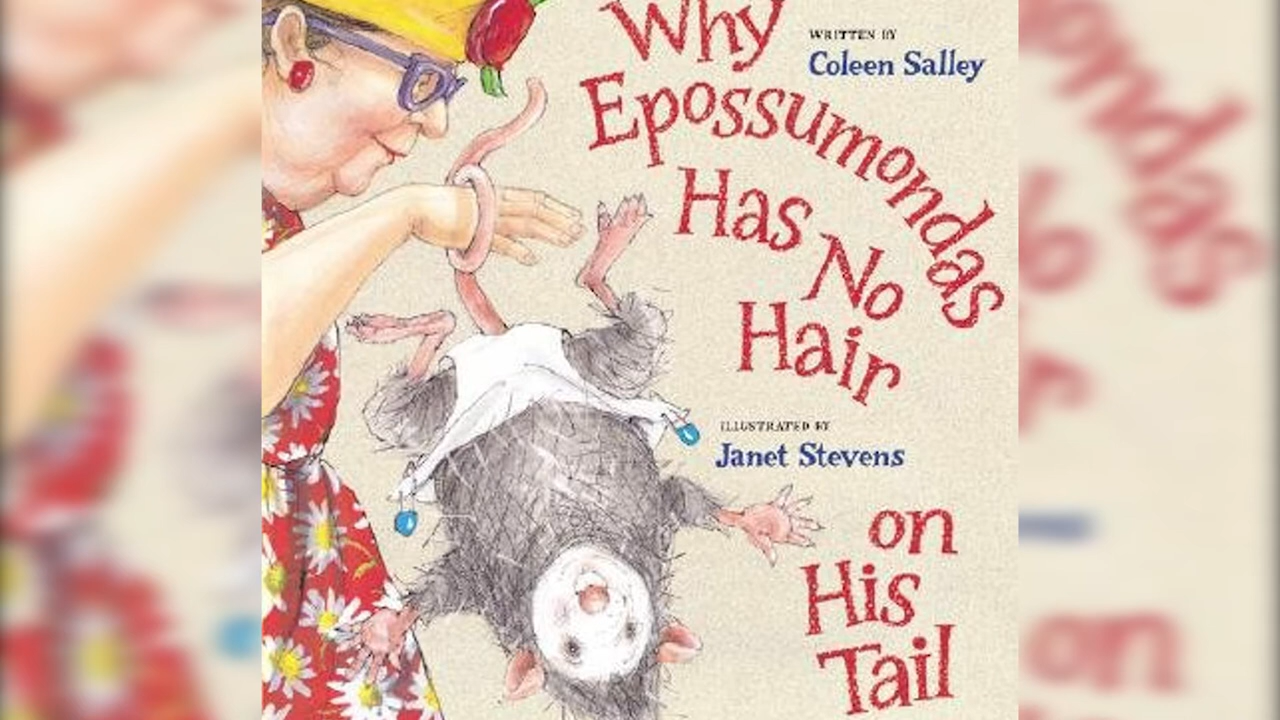 Why
WRITTEN BY
Coleen Salley
Epossumondas
Has No
Hair
ILLUSTRATED BY
Janet Stevens
on
His
Tail